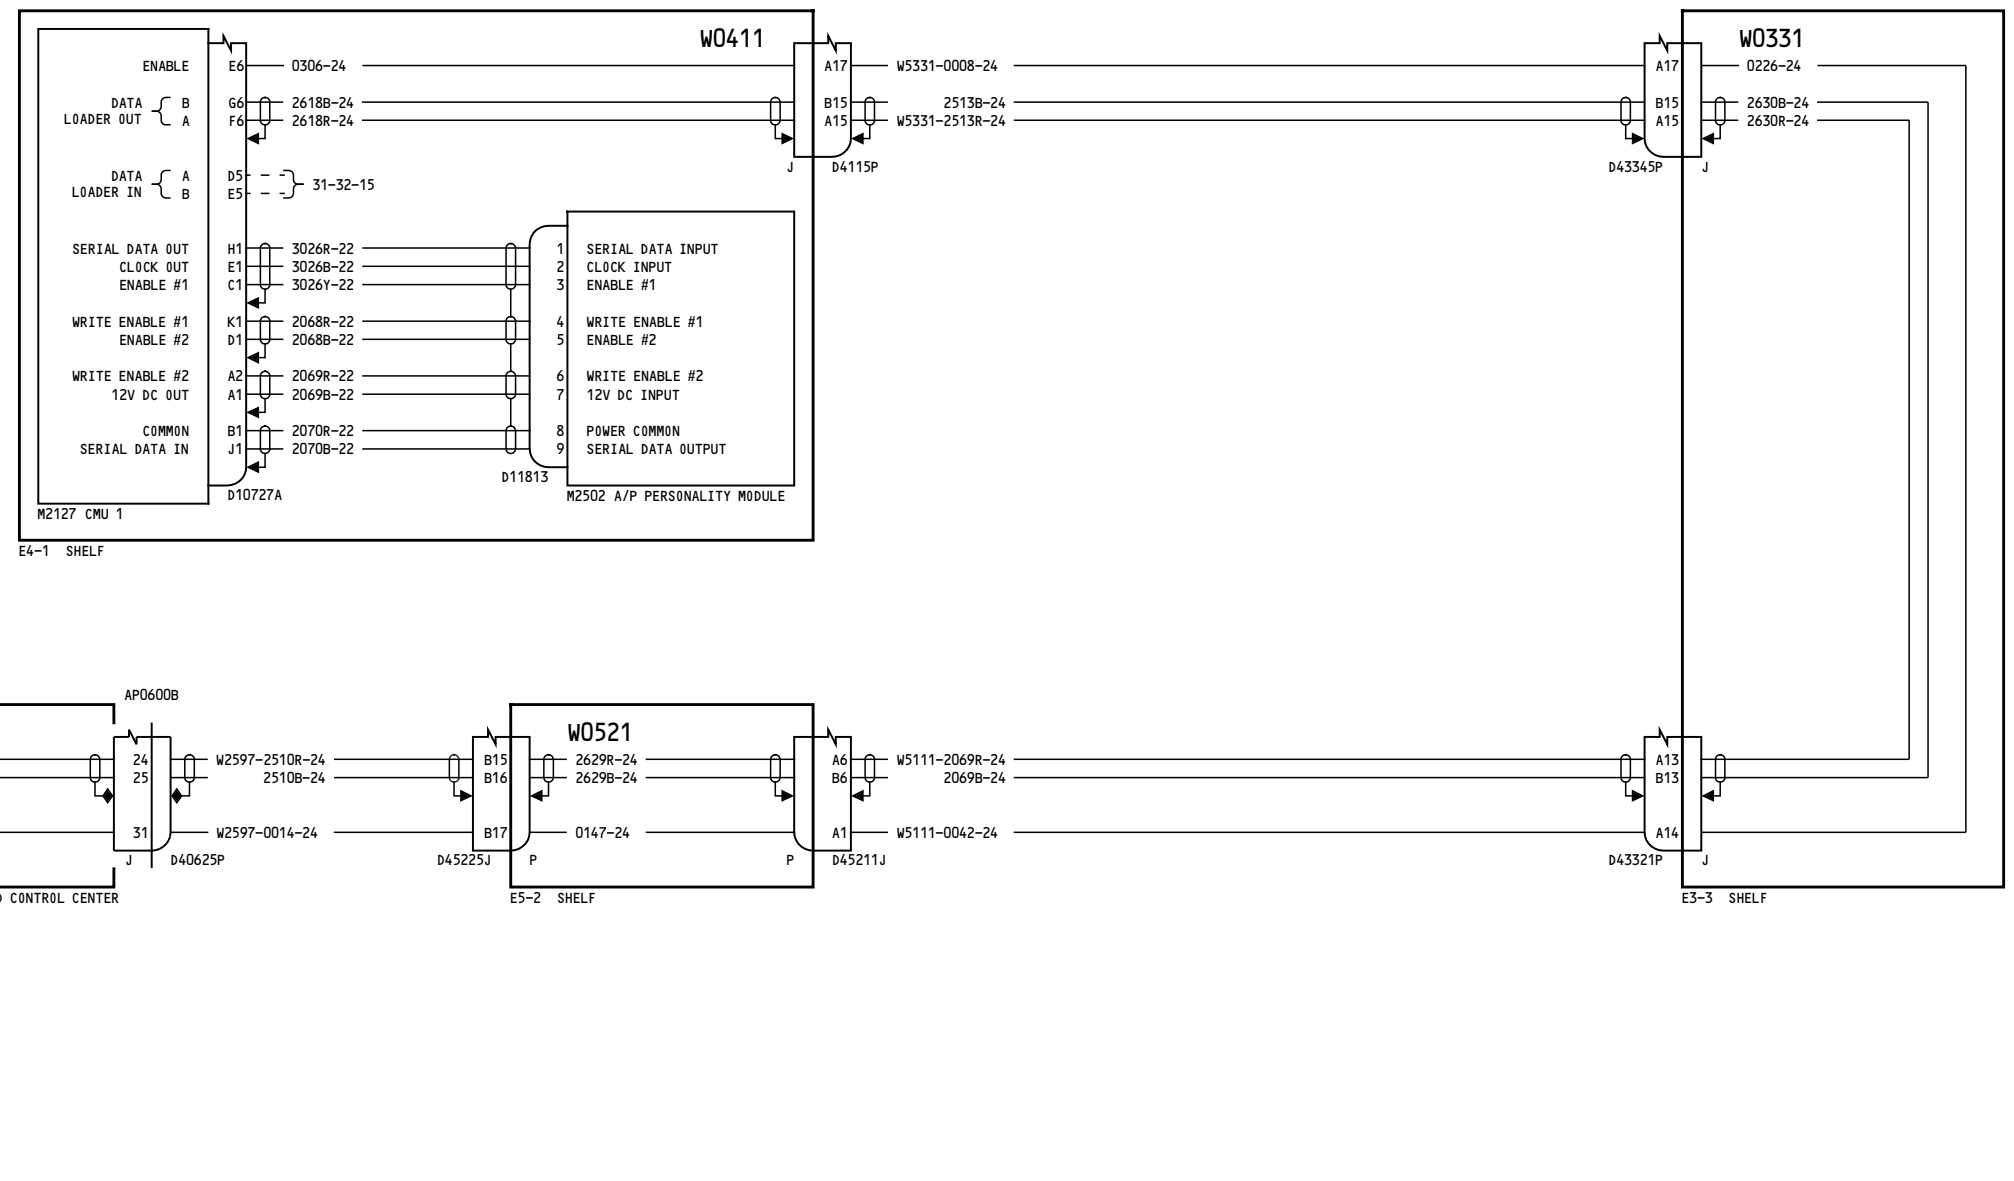 W0411
W0331
ENABLE E6 0306-24 A17 W5331-0008-24 A17 0226-24
DATA B G6 2618B-24 B15 2513B-24 B15 2630B-24
LOADER OUT A F6 2618R-24 A15 W5331-2513R-24 A15 2630R-24
J D4115P D43345P J
DATA A D5
LOADER IN B E5 31-32-15
SERIAL DATA OUT H1 3026R-22 1 SERIAL DATA INPUT
CLOCK OUT E1 3026B-22 2 CLOCK INPUT
ENABLE #1 C1 3026Y-22 3 ENABLE #1
WRITE ENABLE #1 K1 2068R-22 4 WRITE ENABLE #1
ENABLE #2 D1 2068B-22 5 ENABLE #2
WRITE ENABLE #2 A2 2069R-22 6 WRITE ENABLE #2
12V DC OUT A1 2069B-22 7 12V DC INPUT
COMMON B1 2070R-22 8 POWER COMMON
SERIAL DATA IN J1 2070B-22 9 SERIAL DATA OUTPUT
D11813
D10727A M2502 A/P PERSONALITY MODULE
M2127 CMU 1
E4-1 SHELF
AP0600B
W0521
24 W2597-2510R-24 B15 2629R-24 A6 W5111-2069R-24 A13
25 2510B-24 B16 2629B-24 B6 2069B-24 B13
31 W2597-0014-24 B17 0147-24 A1 W5111-0042-24 A14
J D40625P D45225J P P D45211J D43321P J
CONTROL CENTER E5-2 SHELF E3-3 SHELF